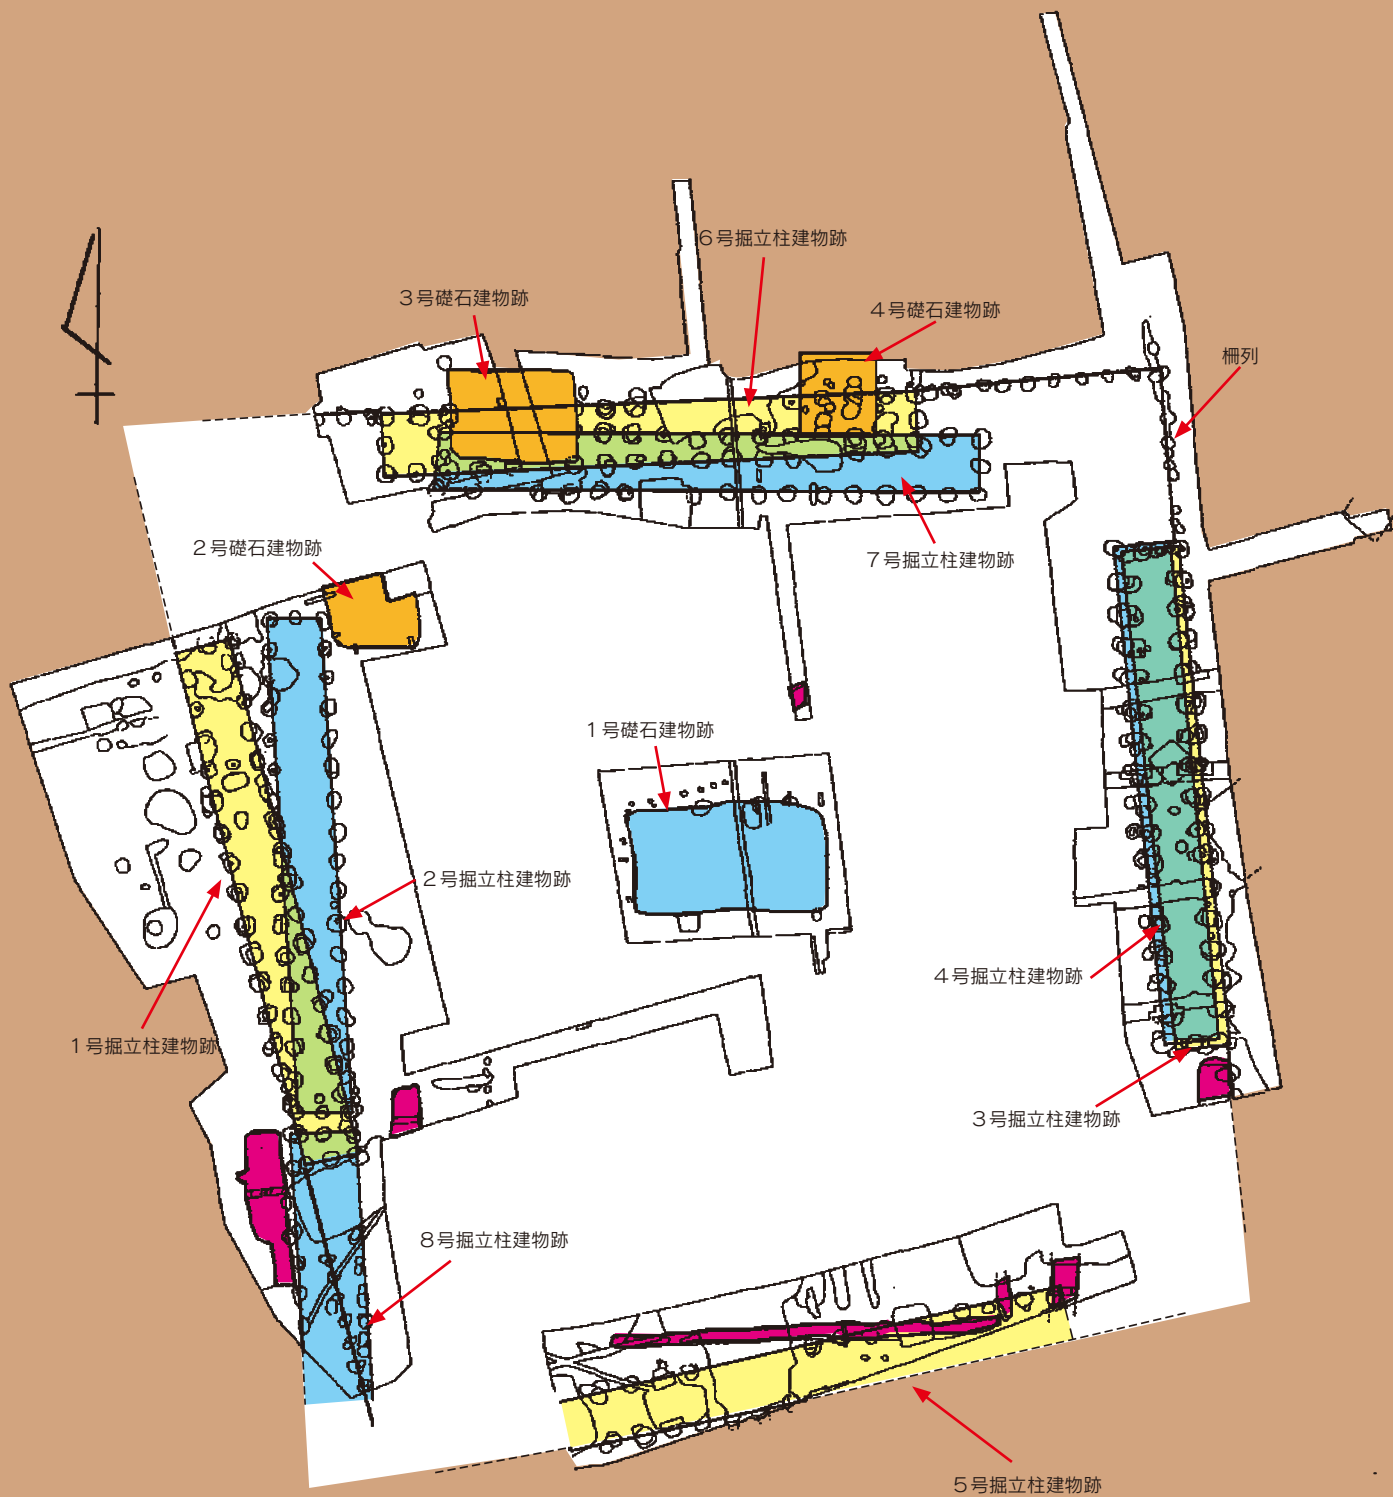 6号掘立柱建物跡
3号礎石建物跡
4号礎石建物跡
柵列
2号礎石建物跡
7号掘立柱建物跡
1号礎石建物跡
2号掘立柱建物跡
4号掘立柱建物跡
1号掘立柱建物跡
3号掘立柱建物跡
8号掘立柱建物跡
5号掘立柱建物跡